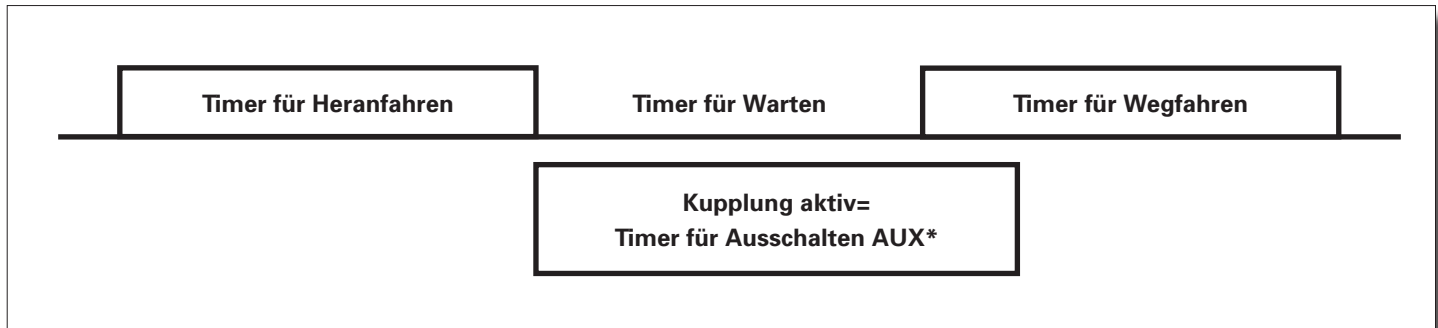 Timer für Heranfahren
Timer für Warten
Timer für Wegfahren
Kupplung aktiv=
Timer für Ausschalten AUX*